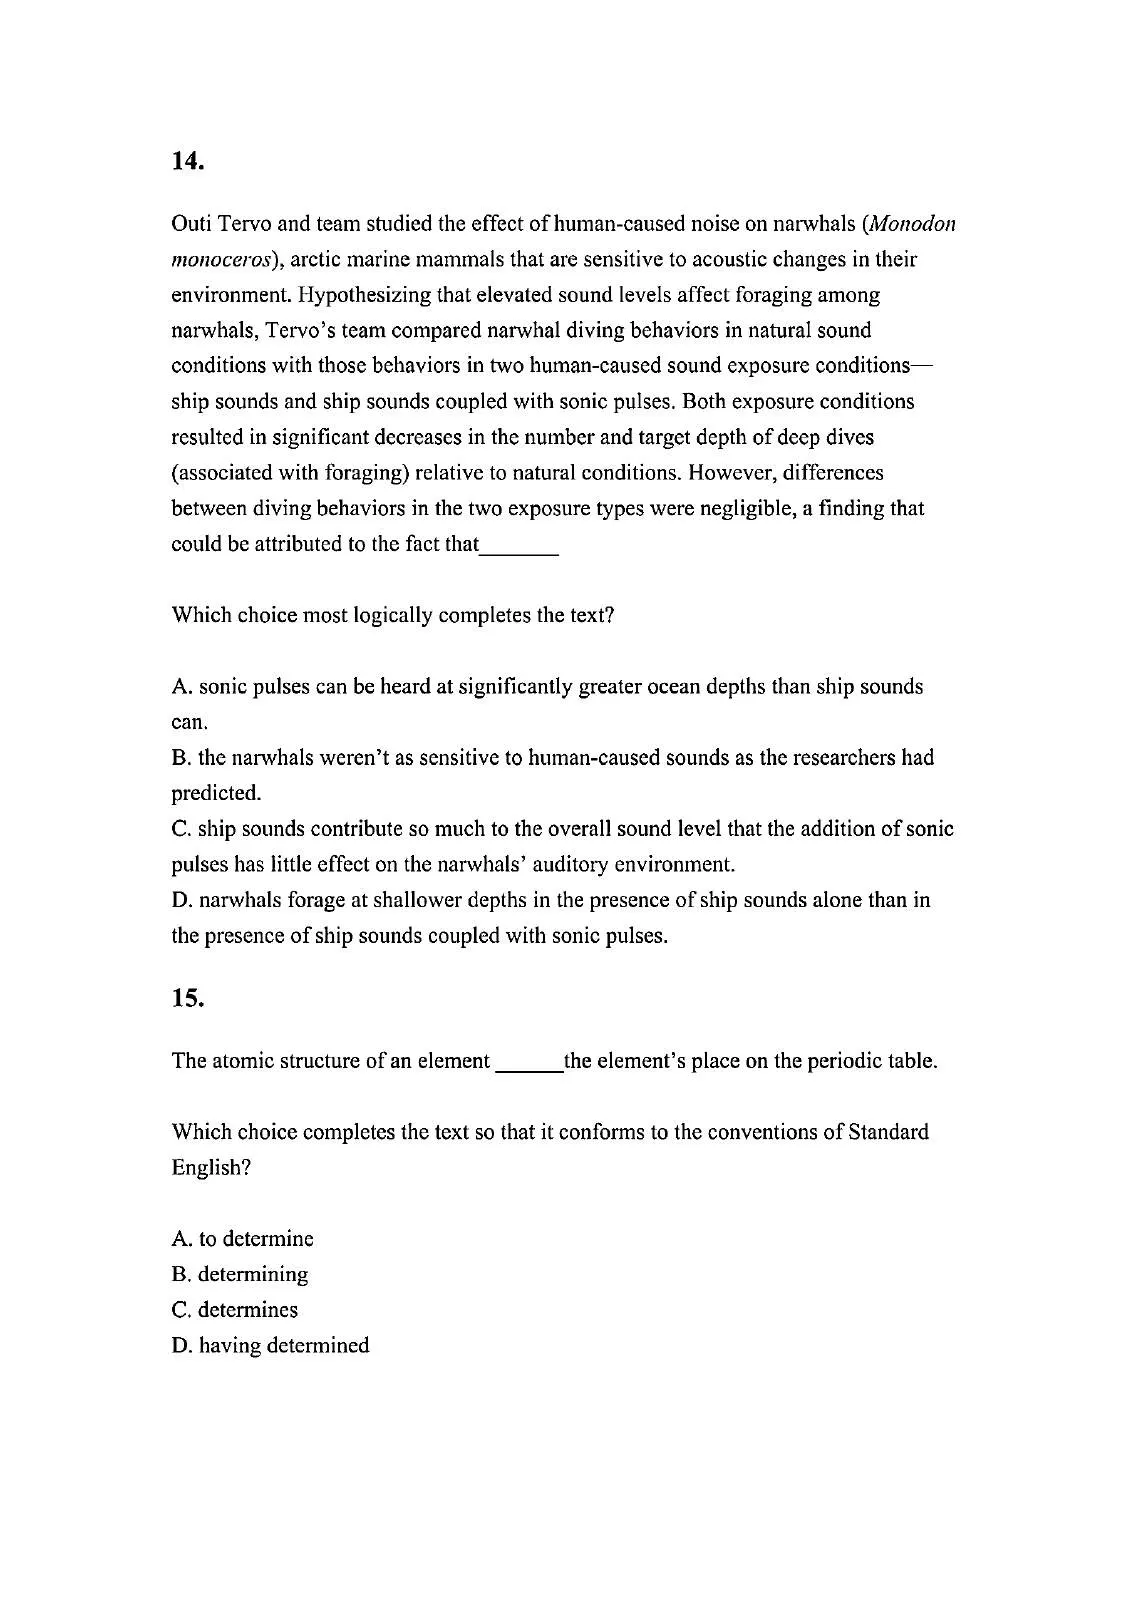 14.
Outi Tervo and team studied the effect of human-caused noise on narwhals (Monodon
monoceros), arctic marine mammals that are sensitive to acoustic changes in their
environment. Hypothesizing that elevated sound levels affect foraging among
narwhals, Tervo’s team compared narwhal diving behaviors in natural sound
conditions with those behaviors in two human-caused sound exposure conditions—
ship sounds and ship sounds coupled with sonic pulses. Both exposure conditions
resulted in significant decreases in the number and target depth of deep dives
(associated with foraging) relative to natural conditions. However, differences
between diving behaviors in the two exposure types were negligible, a finding that
could be attributed to the fact that_______
Which choice most logically completes the text?
A. sonic pulses can be heard at significantly greater ocean depths than ship sounds
can.
B. the narwhals weren’t as sensitive to human-caused sounds as the researchers had
predicted.
C. ship sounds contribute so much to the overall sound level that the addition of sonic
pulses has little effect on the narwhals’ auditory environment.
D. narwhals forage at shallower depths in the presence of ship sounds alone than in
the presence of ship sounds coupled with sonic pulses.
15.
The atomic structure of an element ______the element’s place on the periodic table.
Which choice completes the text so that it conforms to the conventions of Standard
English?
A. to determine
B. determining
C. determines
D. having determined